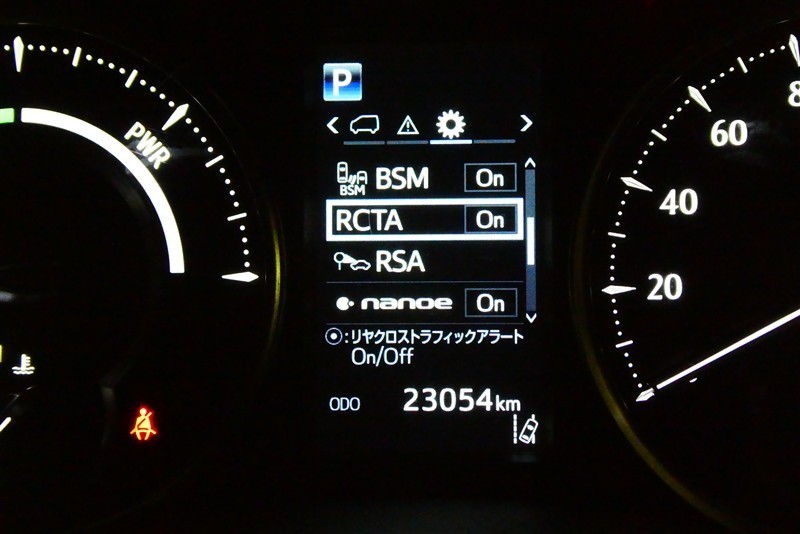 PWR
P
BSM
BSM On
RCTA On
RSA
nanoe On
:リヤクロストラフィックアラート
On/Off
ODO 23054km
60
40
20